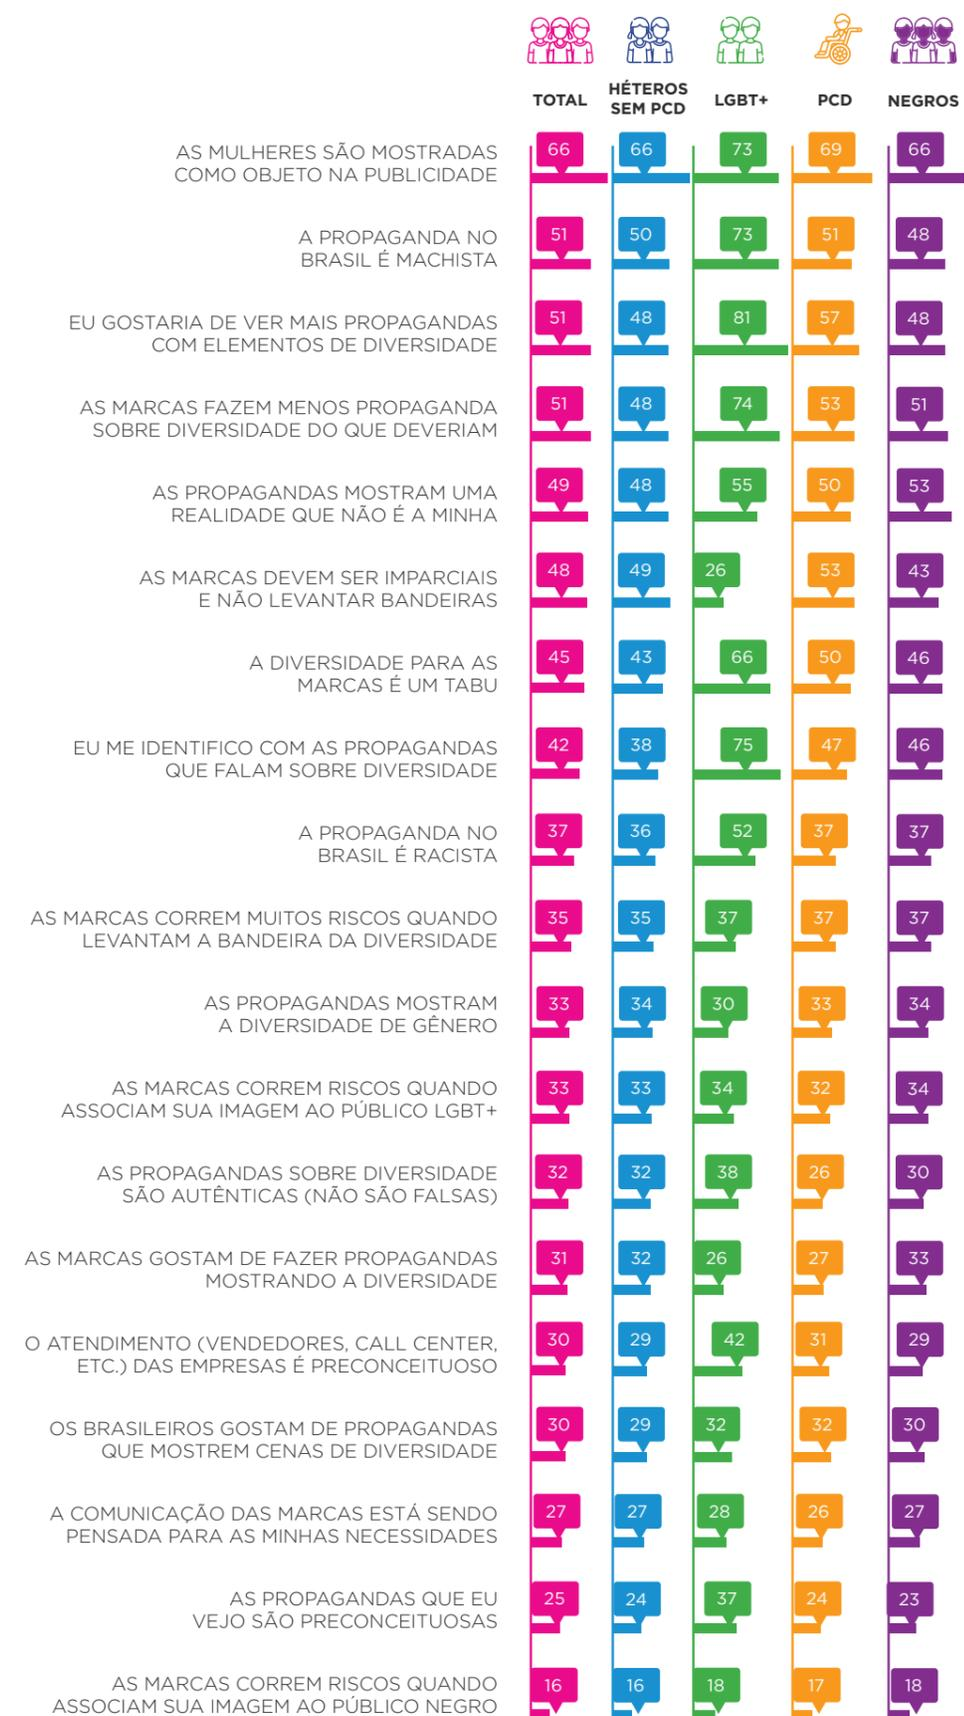 TOTAL
HÉTEROS
SEM PCD
LGBT+
PCD
NEGROS
AS MULHERES SÃO MOSTRADAS
COMO OBJETO NA PUBLICIDADE
66 66 73 69 66
A PROPAGANDA NO
BRASIL É MACHISTA
51 50 73 51 48
EU GOSTARIA DE VER MAIS PROPAGANDAS
COM ELEMENTOS DE DIVERSIDADE
51 48 81 57 48
AS MARCAS FAZEM MENOS PROPAGANDA
SOBRE DIVERSIDADE DO QUE DEVERIAM
51 48 74 53 51
AS PROPAGANDAS MOSTRAM UMA
REALIDADE QUE NÃO É A MINHA
49 48 55 50 53
AS MARCAS DEVEM SER IMPARCIAIS
E NÃO LEVANTAR BANDEIRAS
48 49 26 53 43
A DIVERSIDADE PARA AS
MARCAS É UM TABU
45 43 66 50 46
EU ME IDENTIFICO COM AS PROPAGANDAS
QUE FALAM SOBRE DIVERSIDADE
42 38 75 47 46
A PROPAGANDA NO
BRASIL É RACISTA
37 36 52 37 37
AS MARCAS CORREM MUITOS RISCOS QUANDO
LEVANTAM A BANDEIRA DA DIVERSIDADE
35 35 37 37 37
AS PROPAGANDAS MOSTRAM
A DIVERSIDADE DE GÊNERO
33 34 30 33 34
AS MARCAS CORREM RISCOS QUANDO
ASSOCIAM SUA IMAGEM AO PÚBLICO LGBT+
33 33 34 32 34
AS PROPAGANDAS SOBRE DIVERSIDADE
SÃO AUTÊNTICAS (NÃO SÃO FALSAS)
32 32 38 26 30
AS MARCAS GOSTAM DE FAZER PROPAGANDAS
MOSTRANDO A DIVERSIDADE
31 32 26 27 33
O ATENDIMENTO (VENDEDORES, CALL CENTER,
ETC.) DAS EMPRESAS É PRECONCEITUOSO
30 29 42 31 29
OS BRASILEIROS GOSTAM DE PROPAGANDAS
QUE MOSTREM CENAS DE DIVERSIDADE
30 29 32 32 30
A COMUNICAÇÃO DAS MARCAS ESTÁ SENDO
PENSADA PARA AS MINHAS NECESSIDADES
27 27 28 26 27
AS PROPAGANDAS QUE EU
VEJO SÃO PRECONCEITUOSAS
25 24 37 24 23
AS MARCAS CORREM RISCOS QUANDO
ASSOCIAM SUA IMAGEM AO PÚBLICO NEGRO
16 16 18 17 18